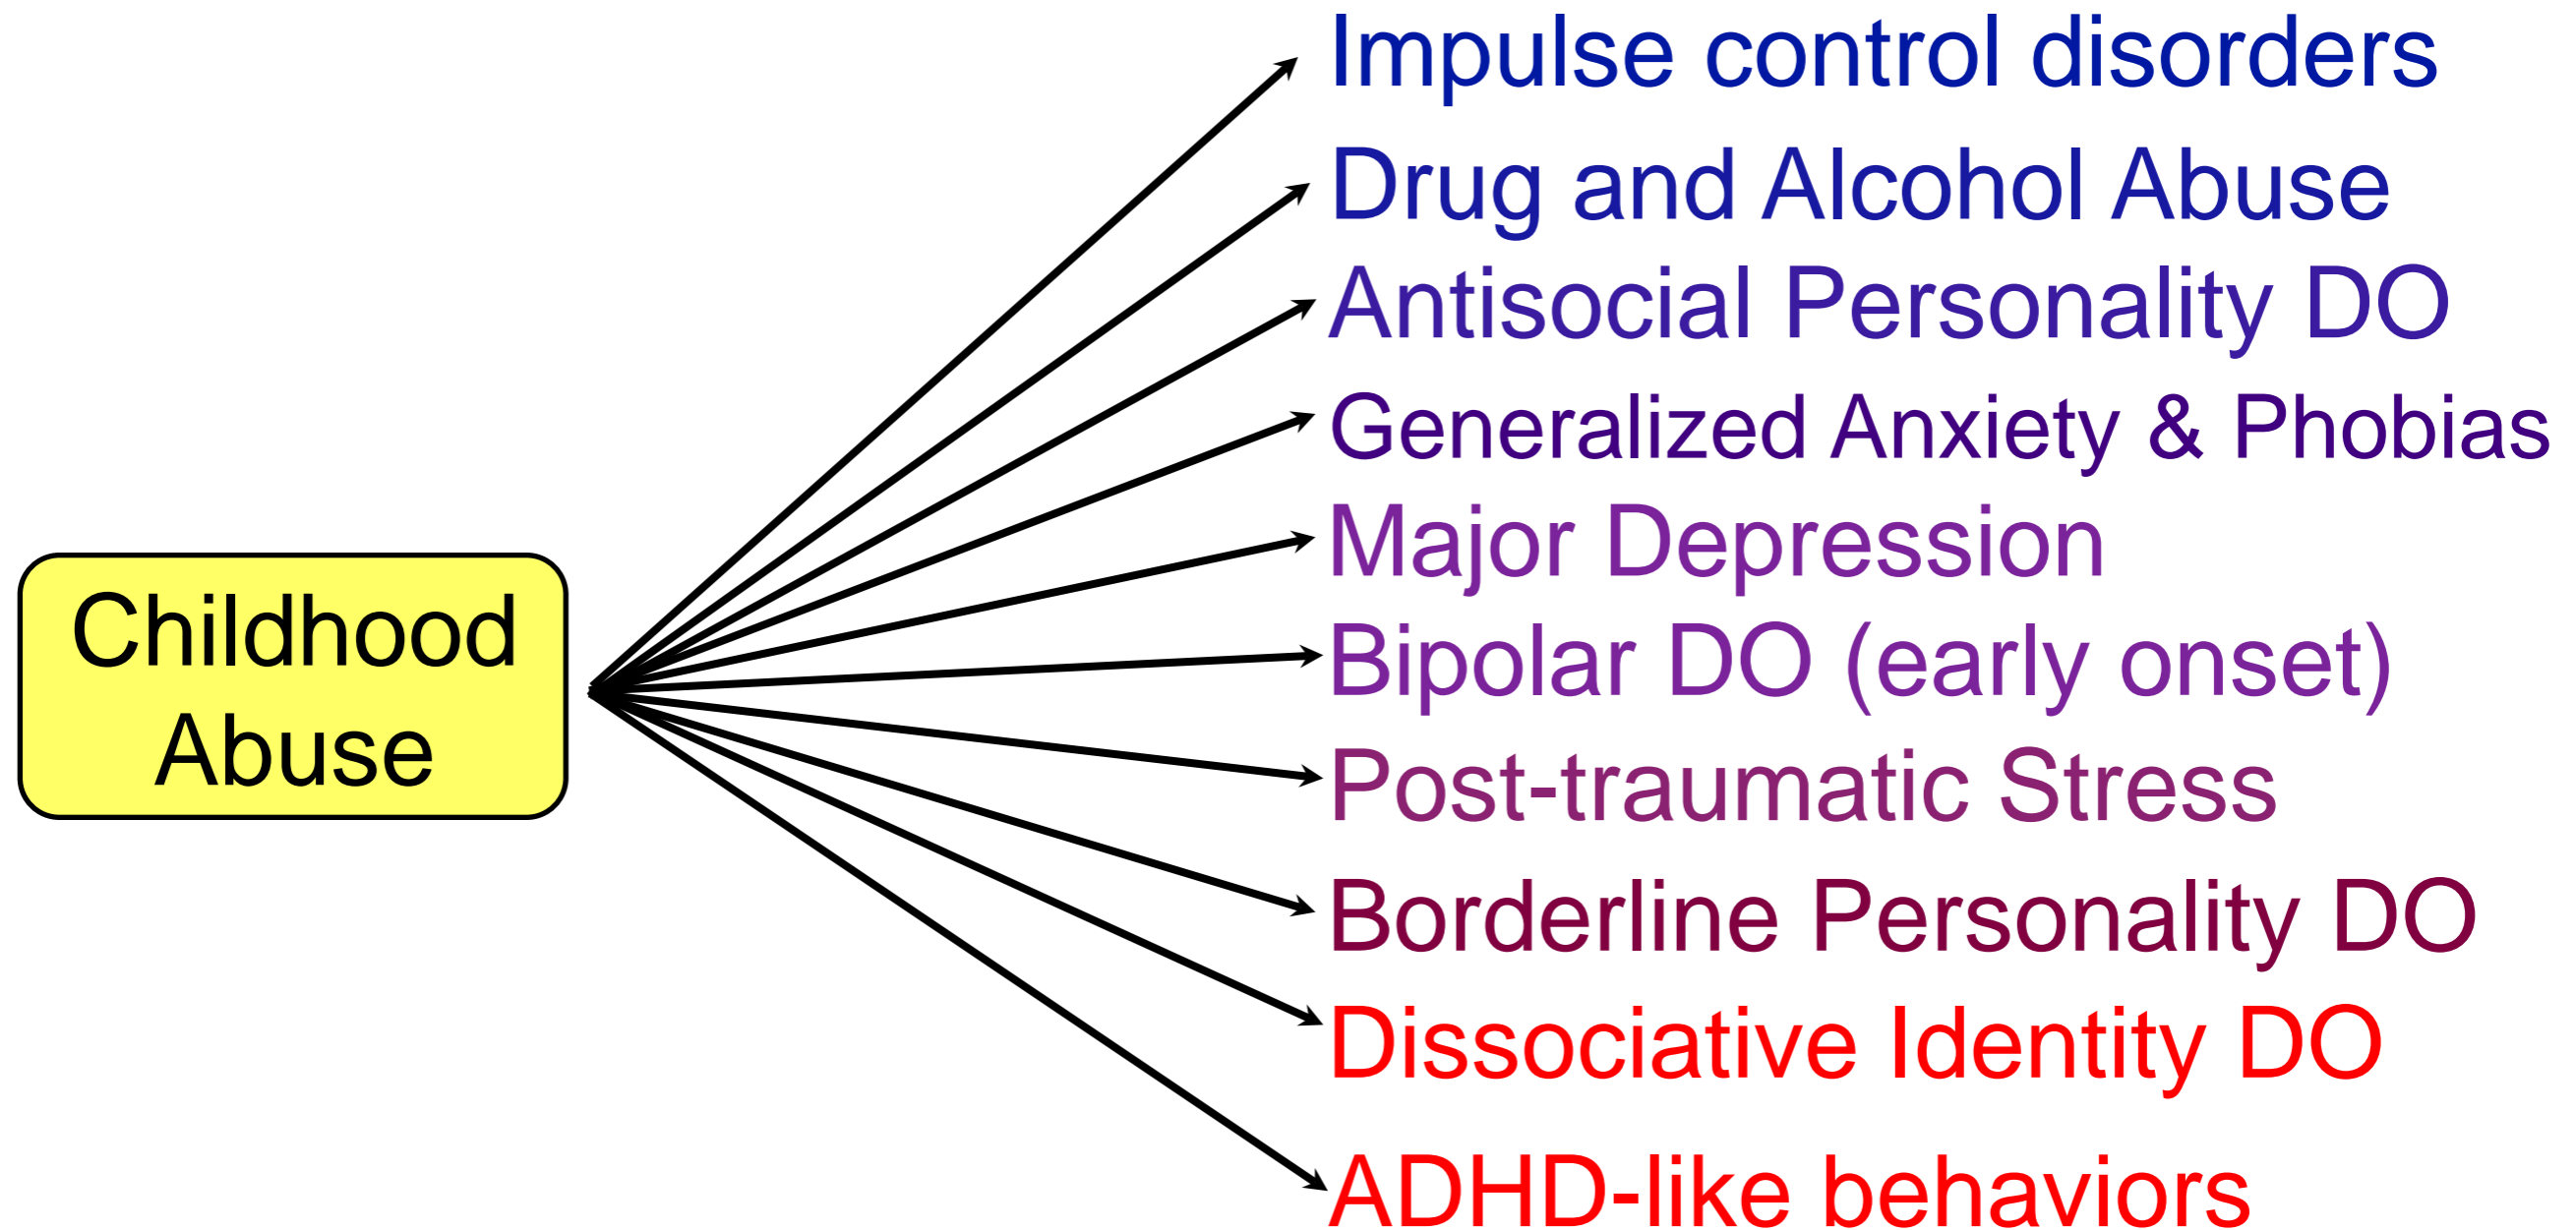 Impulse control disorders
Drug and Alcohol Abuse
Antisocial Personality DO
Generalized Anxiety & Phobias
Major Depression
Childhood
Abuse
Bipolar DO (early onset)
Post-traumatic Stress
Borderline Personality DO
Dissociative Identity DO
ADHD-like behaviors